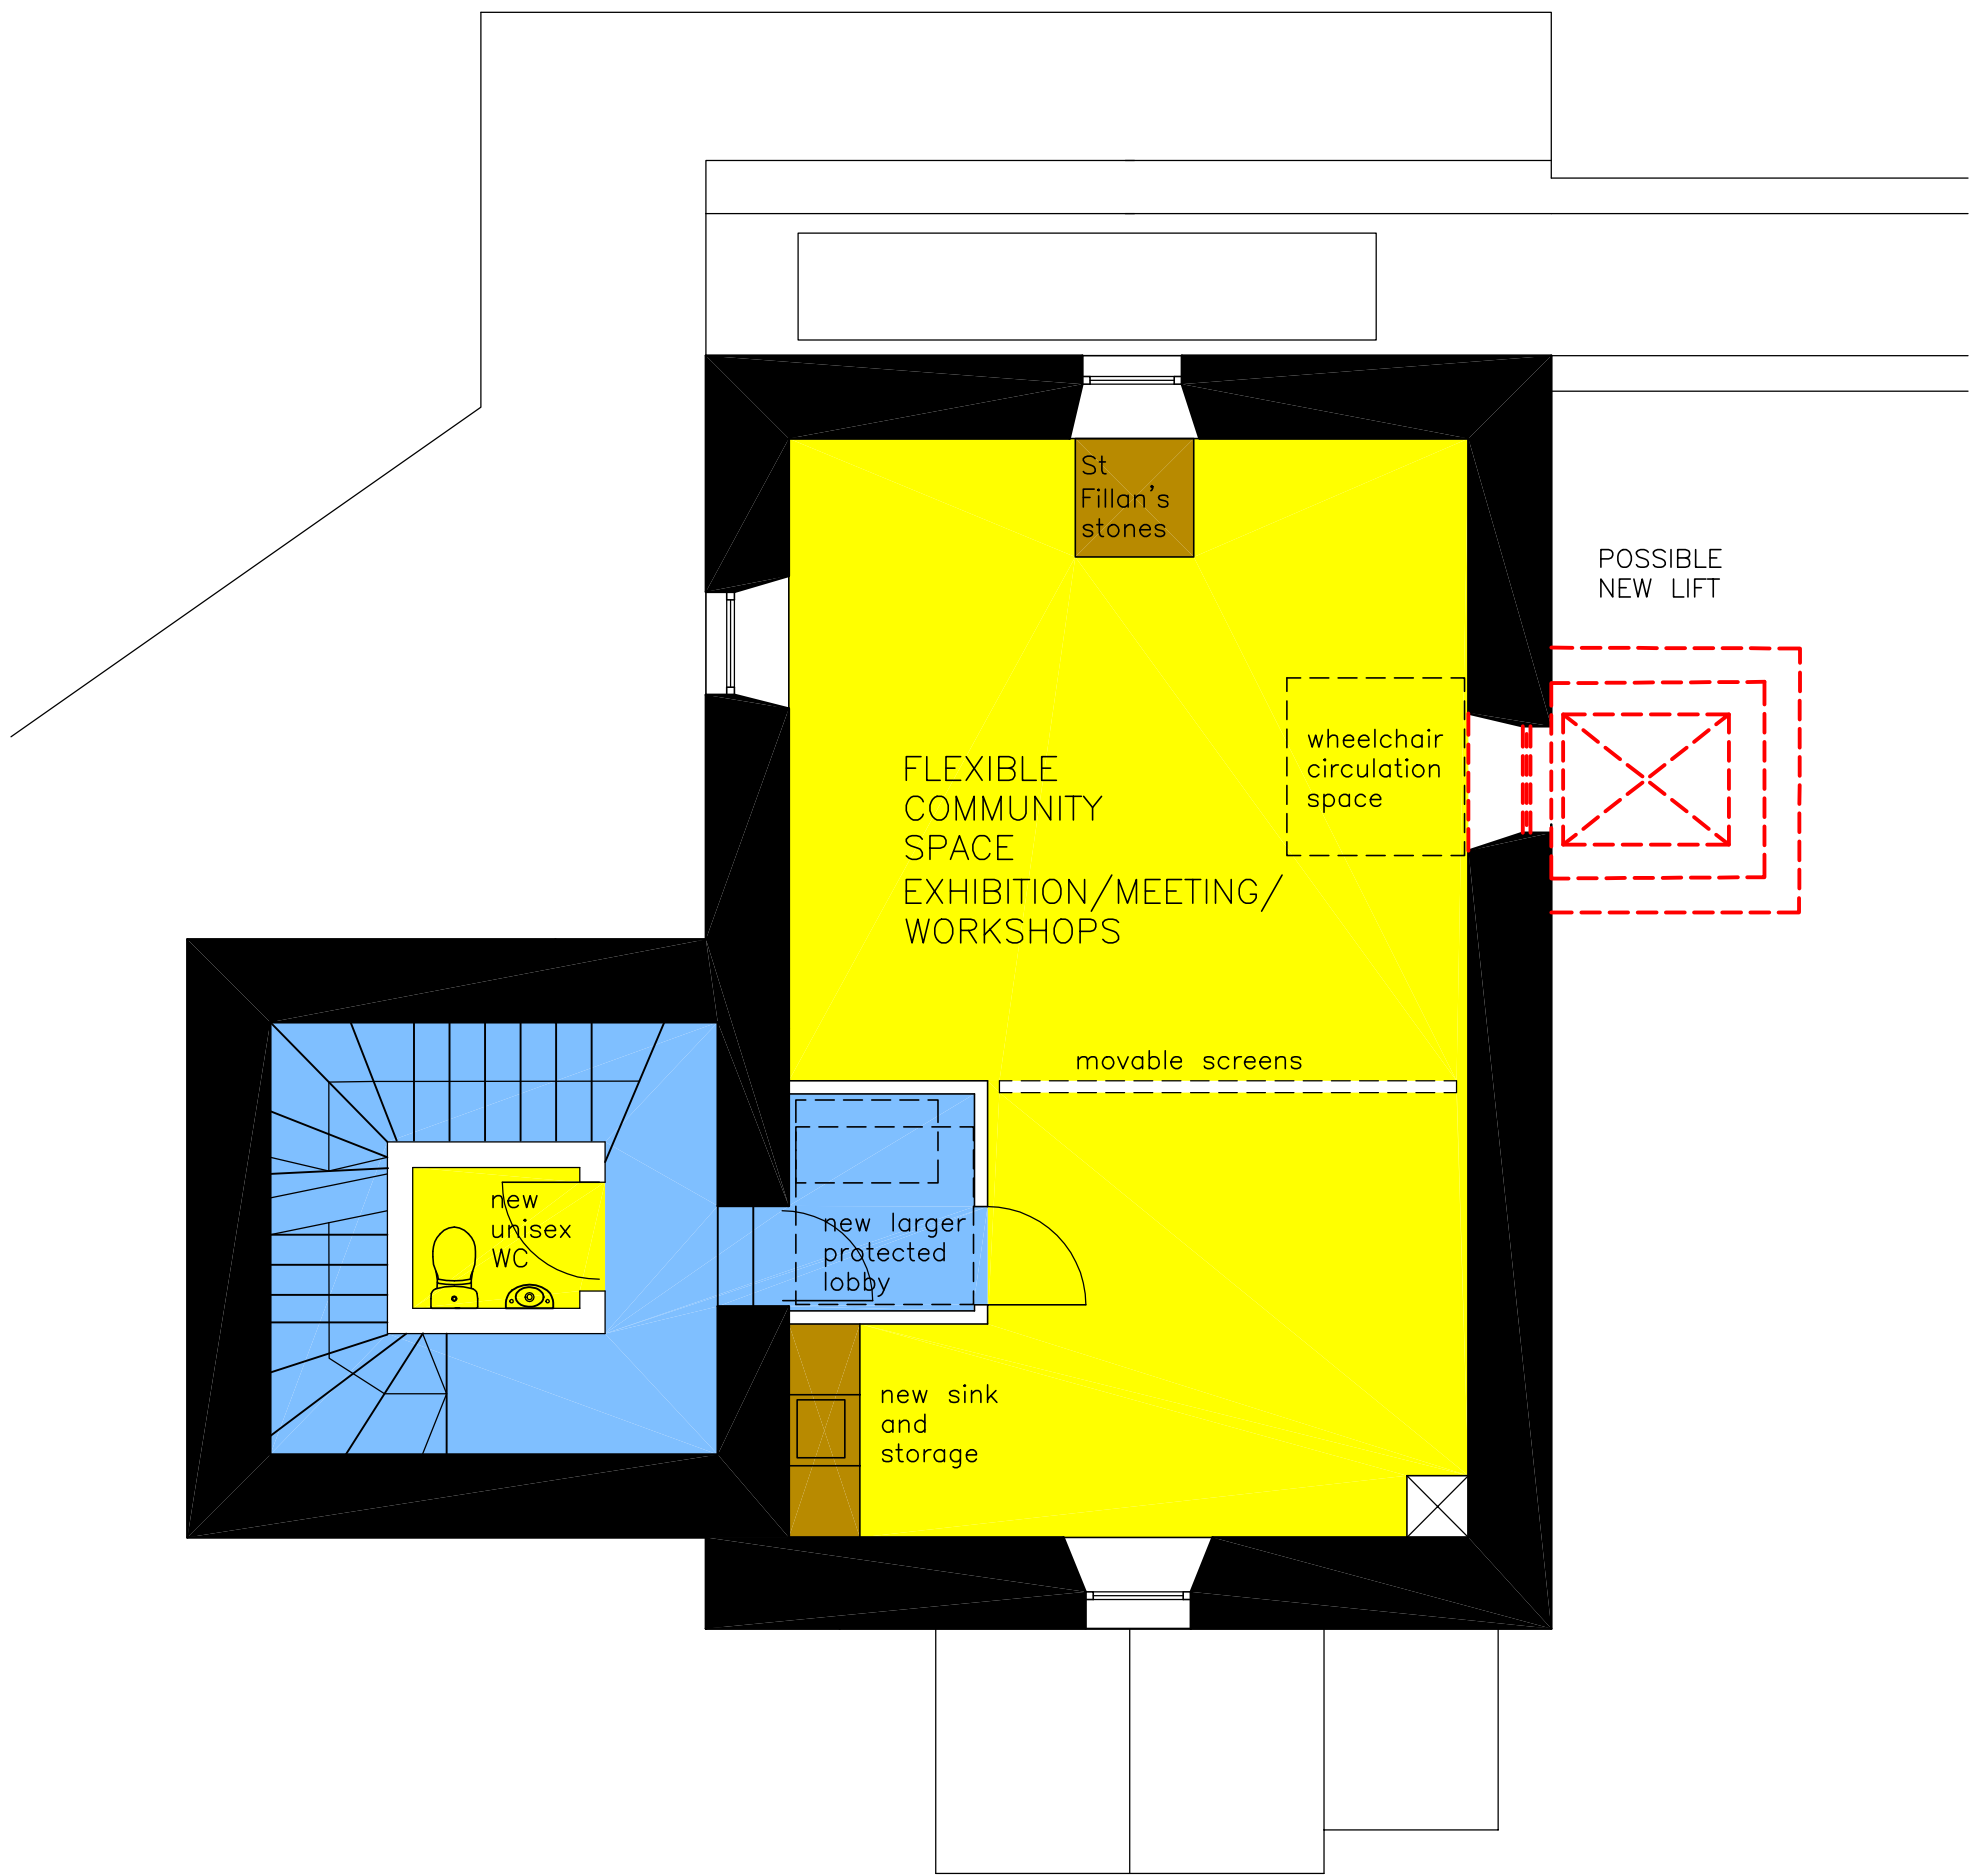 St
Fillan's
stones
POSSIBLE
NEW LIFT
wheelchair
circulation
space
FLEXIBLE
COMMUNITY
SPACE
EXHIBITION/MEETING/
WORKSHOPS
movable screens
new
unisex
WC
new larger
protected
lobby
new sink
and
storage